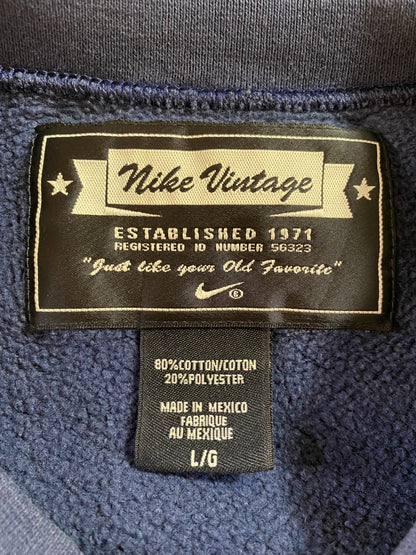 Nike Vintage
ESTABLISHED 1971
REGISTERED ID NUMBER 56323
"Just like your Old Favorite"
®
80%COTTON/COTON
20%POLYESTER
MADE IN MEXICO
FABRIQUE
AU MEXIQUE
L/G